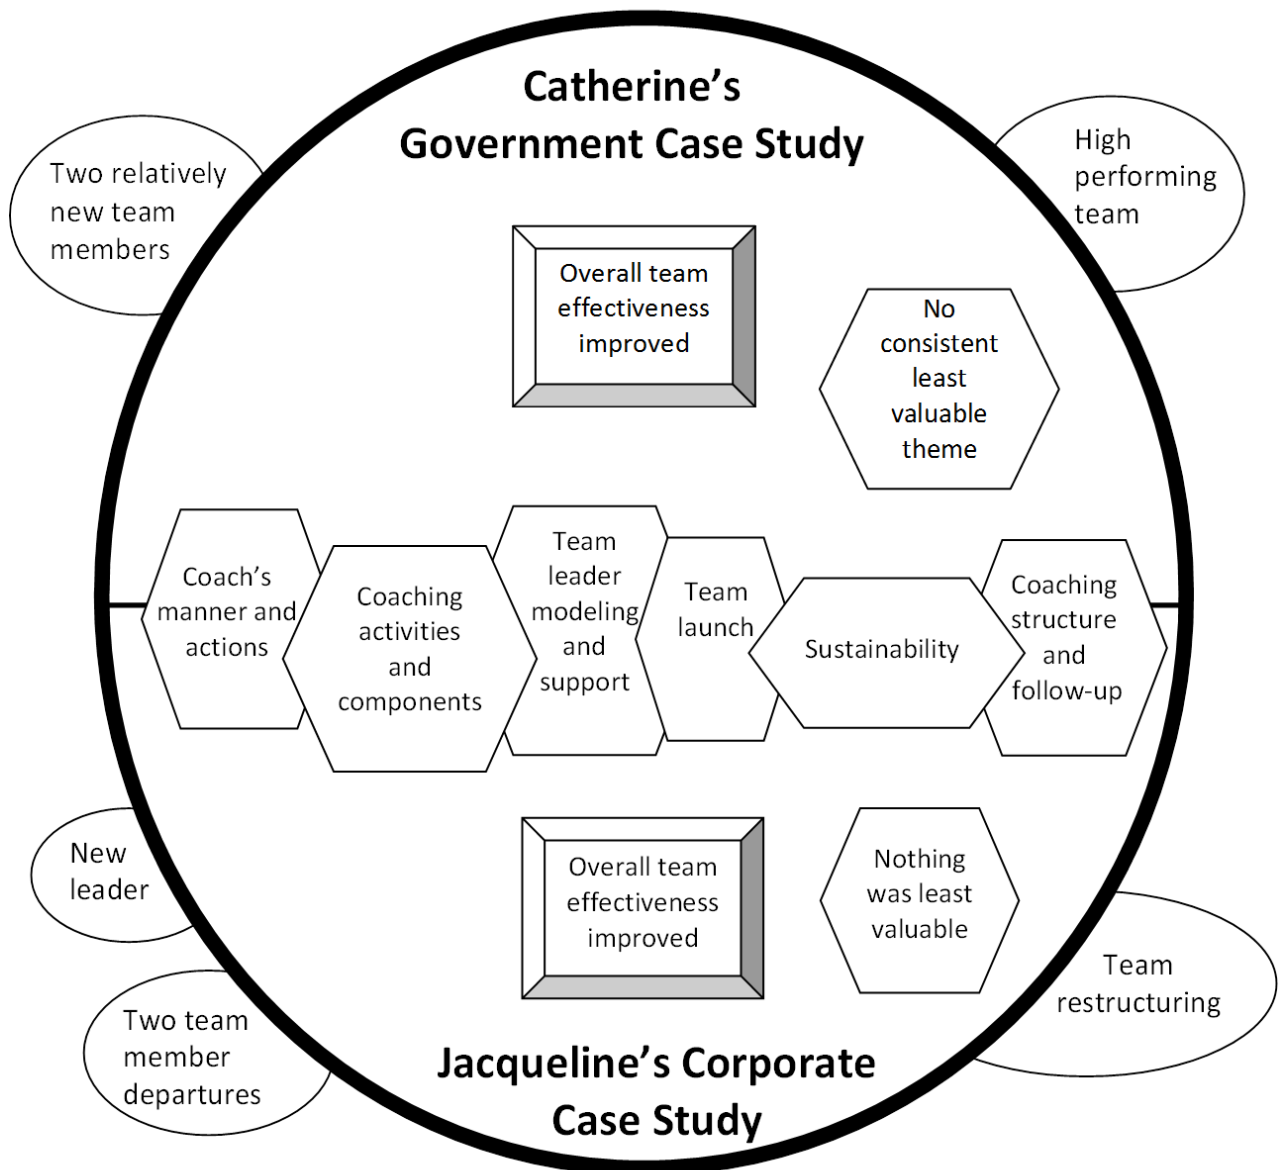 Catherine’s
Government Case Study
Two relatively
new team
members
High
performing
team
Overall team
effectiveness
improved
No
consistent
least
valuable
theme
Coach’s
manner and
actions
Coaching
activities
and
components
Team
leader
modeling
and
support
Team
launch
Sustainability
Coaching
structure
and
follow-up
New
leader
Two team
member
departures
Overall team
effectiveness
improved
Nothing
was least
valuable
Team
restructuring
Jacqueline’s Corporate
Case Study